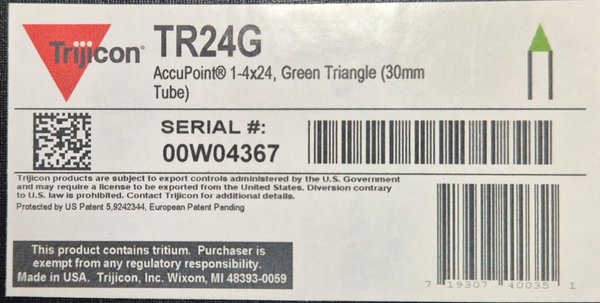 Trijicon®
TR24G
AccuPoint® 1-4x24, Green Triangle (30mm
Tube)
SERIAL #:
00W04367
Trijicon products are subject to export controls administered by the U.S. Government
and may require a license to be exported from the United States. Diversion contrary
to U.S. law is prohibited. Contact Trijicon for additional details.
Protected by US Patent 5,9242344, European Patent Pending
This product contains tritium. Purchaser is
exempt from any regulatory responsibility.
Made in USA. Trijicon, Inc. Wixom, MI 48393-0059
7 19307 40035 1